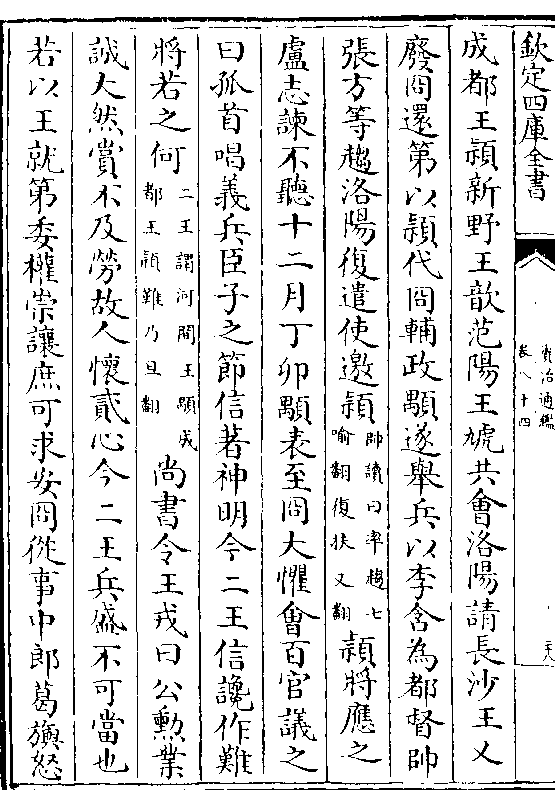 欽定四庫全書
資治通鑑
卷八十四
成都王頴新野王歆范陽王虓共會洛陽請長沙王乂
廢冏還第以頴代冏輔政顒遂舉兵以李含為都督帥
張方等趨洛陽復遣使邀頴帥讀曰率趨七喻翻復扶又翻頴將應之
盧志諫不聽十二月丁卯顒表至冏大懼會百官議之
曰孤首唱義兵臣子之節信著神明今二王信讒作難
將若之何二王謂河間王顒成都王頴難乃旦翻尚書令王戎曰公勲業
誠大然賞不及勞故人懷貳心今二王兵盛不可當也
若以王就第委權崇讓庶可求安冏從事中郎葛旟怒